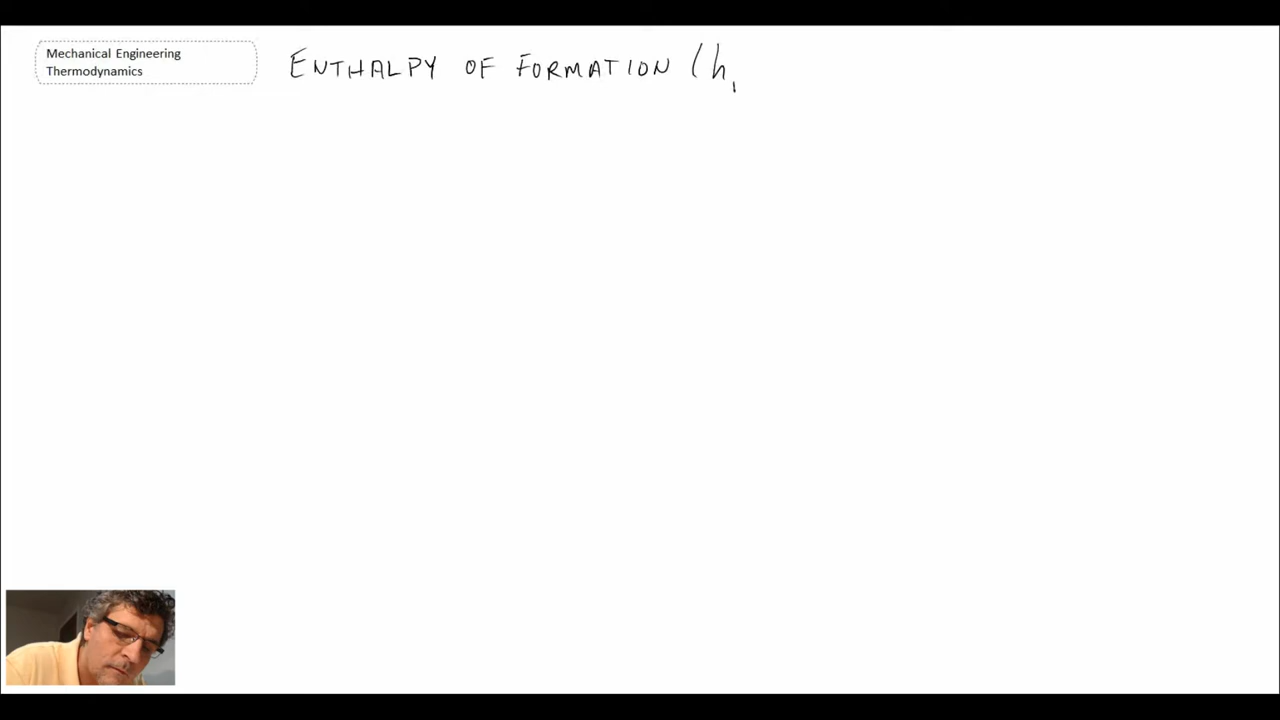 Mechanical Engineering
Thermodynamics
ENTHALPY OF FORMATION (h